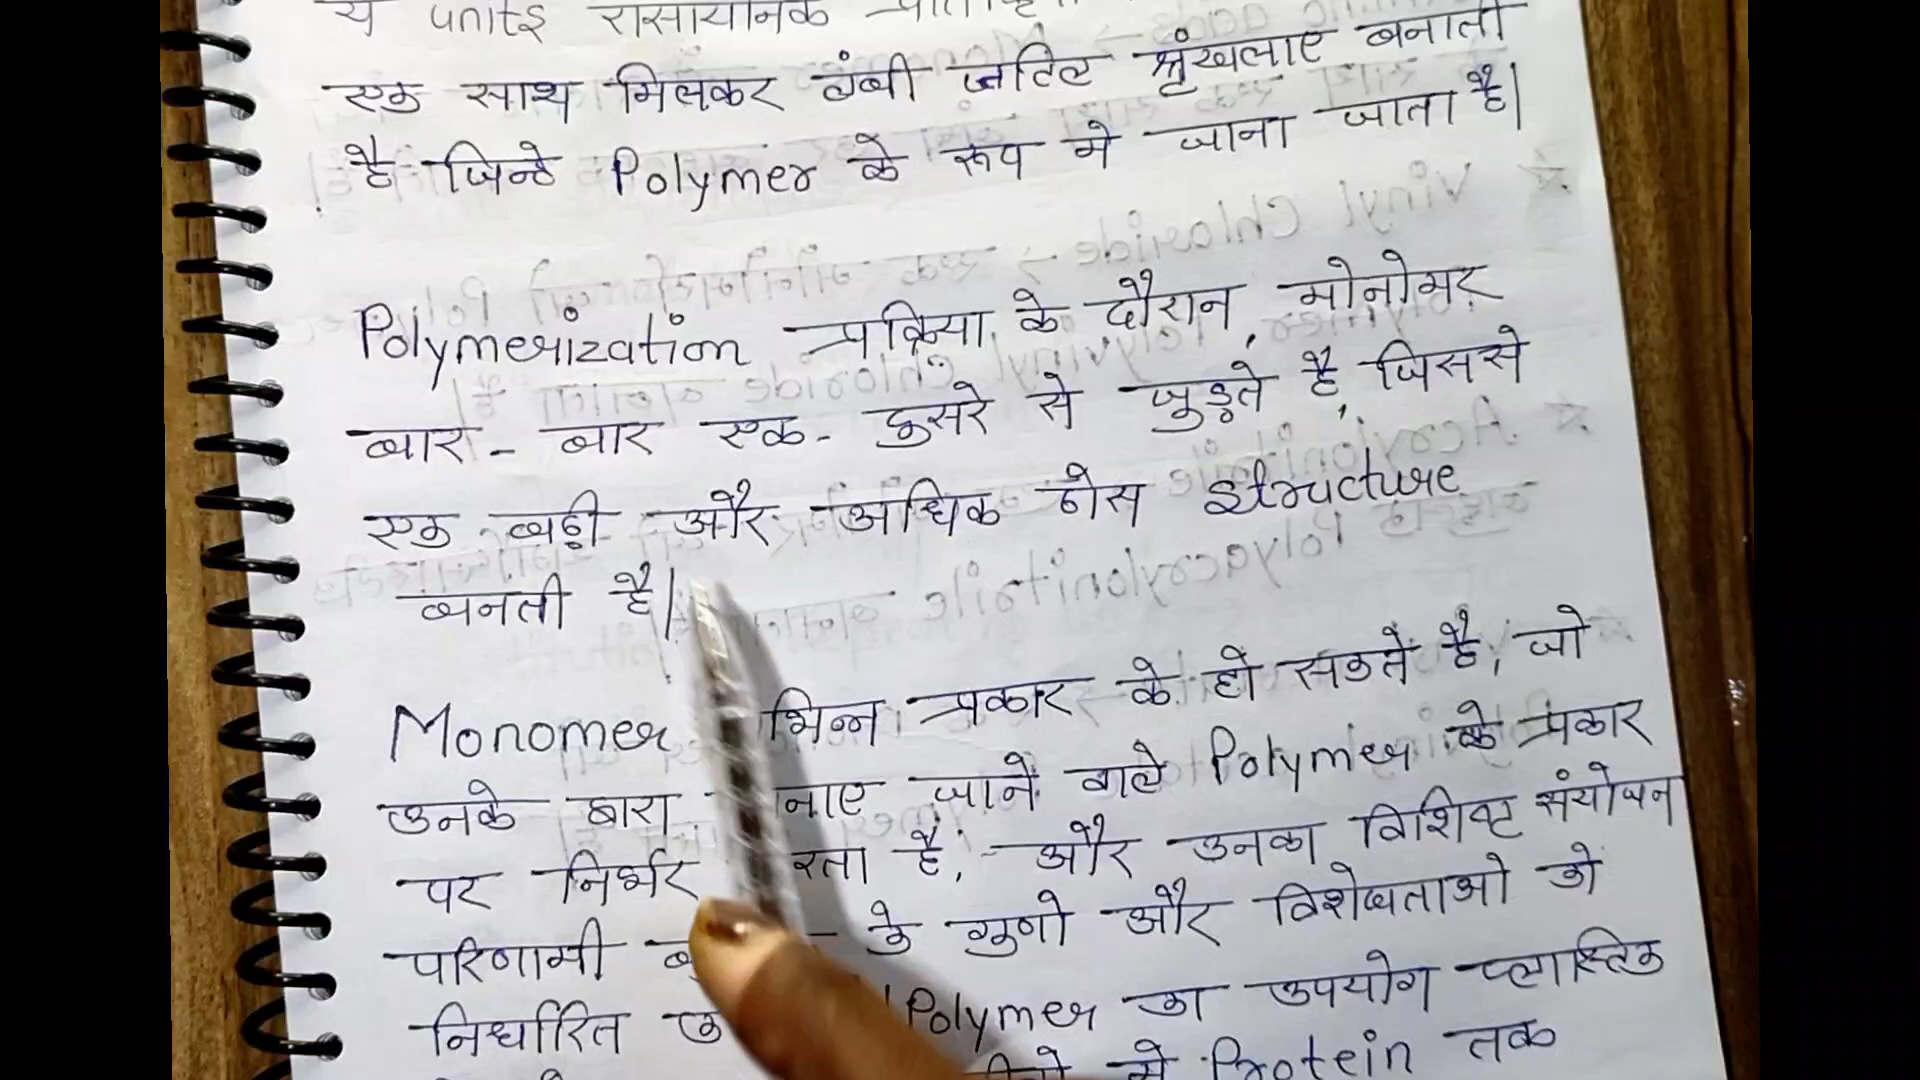 ये units रासायनिक
एक साथ मिलकर लंबी जटिल श्रृंखलाए बनाती
है जिन्हे Polymer के रूप मे जाना जाता है|
Polymerization प्रक्रिया के दौरान, मोनोमर
बार - बार एक - दुसरे से जुड़ते है, जिससे
एक बड़ी और अधिक ठोस Structure
बनती है|
Monomer भिन्न प्रकार के हो सकते है, जो
उनके द्वारा नाए जाने वाले Polymer के प्रकार
पर निर्भर रता है, और उनका विशिष्ट संयोजन
परिणामी के गुणो और विशेषताओ को
निर्धारित Polymer का उपयोग प्लास्तिक
मे Protein तक